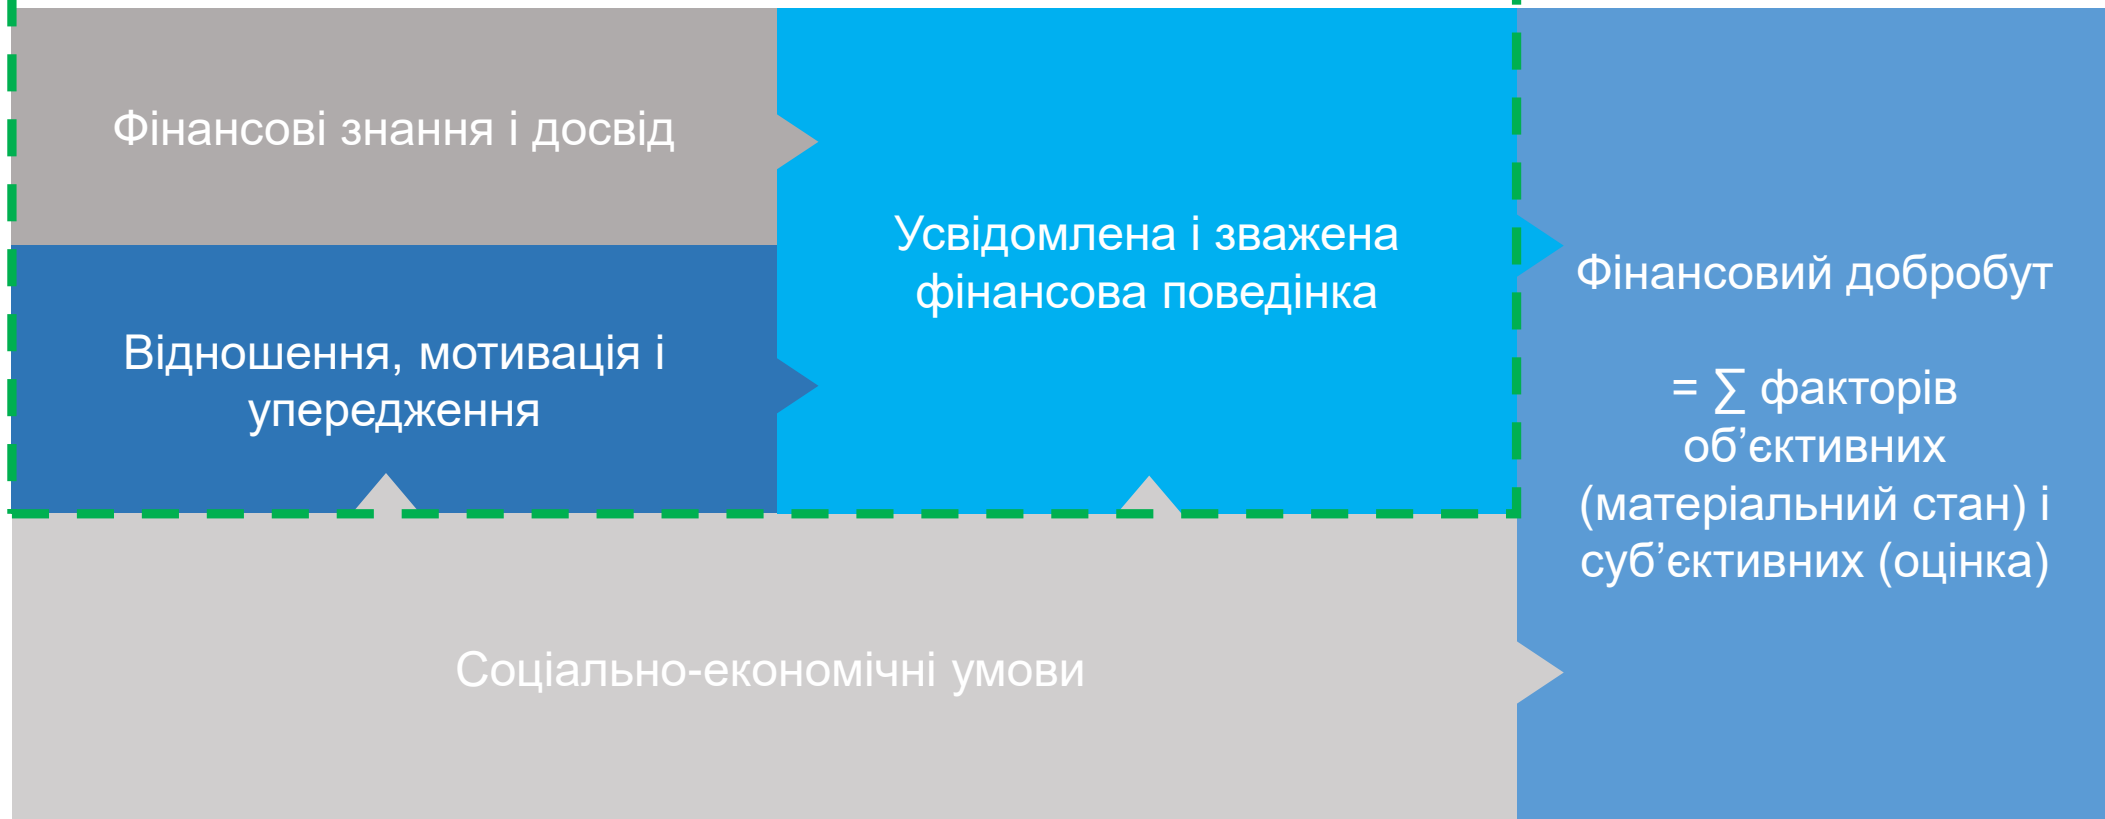 Фінансові знання і досвід
Відношення, мотивація і
упередження
Усвідомлена і зважена
фінансова поведінка
Фінансовий добробут
= ∑ факторів
об’єктивних
(матеріальний стан) і
суб’єктивних (оцінка)
Соціально-економічні умови